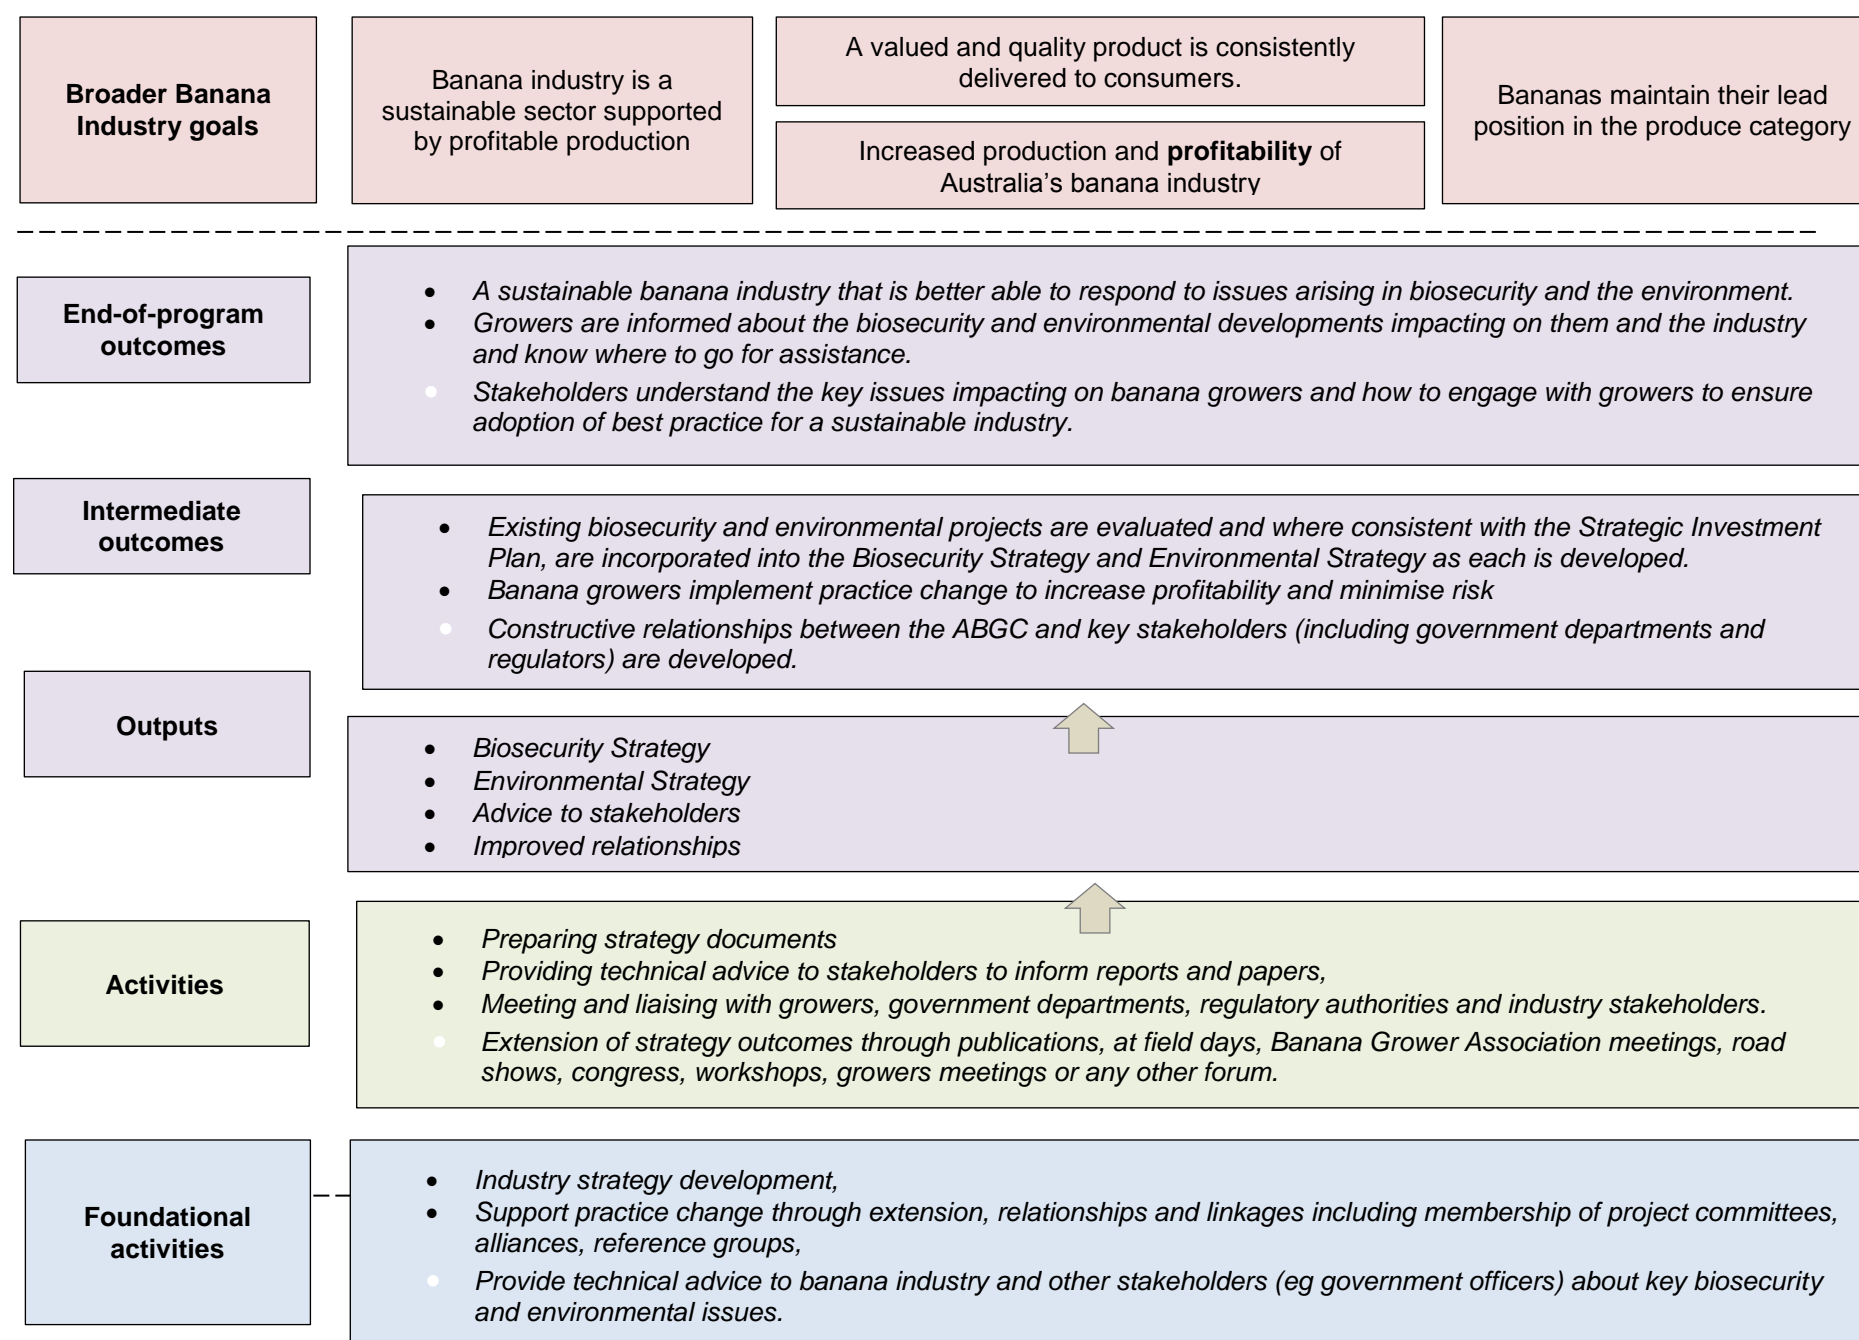 Broader Banana
Industry goals
Banana industry is a
sustainable sector supported
by profitable production
A valued and quality product is consistently
delivered to consumers.
Increased production and profitability of
Australia’s banana industry
Bananas maintain their lead
position in the produce category
End-of-program
outcomes
• A sustainable banana industry that is better able to respond to issues arising in biosecurity and the environment.
• Growers are informed about the biosecurity and environmental developments impacting on them and the industry
and know where to go for assistance.
• Stakeholders understand the key issues impacting on banana growers and how to engage with growers to ensure
adoption of best practice for a sustainable industry.
Intermediate
outcomes
• Existing biosecurity and environmental projects are evaluated and where consistent with the Strategic Investment
Plan, are incorporated into the Biosecurity Strategy and Environmental Strategy as each is developed.
• Banana growers implement practice change to increase profitability and minimise risk
• Constructive relationships between the ABGC and key stakeholders (including government departments and
regulators) are developed.
Outputs
• Biosecurity Strategy
• Environmental Strategy
• Advice to stakeholders
• Improved relationships
Activities
• Preparing strategy documents
• Providing technical advice to stakeholders to inform reports and papers,
• Meeting and liaising with growers, government departments, regulatory authorities and industry stakeholders.
• Extension of strategy outcomes through publications, at field days, Banana Grower Association meetings, road
shows, congress, workshops, growers meetings or any other forum.
Foundational
activities
• Industry strategy development,
• Support practice change through extension, relationships and linkages including membership of project committees,
alliances, reference groups,
• Provide technical advice to banana industry and other stakeholders (eg government officers) about key biosecurity
and environmental issues.